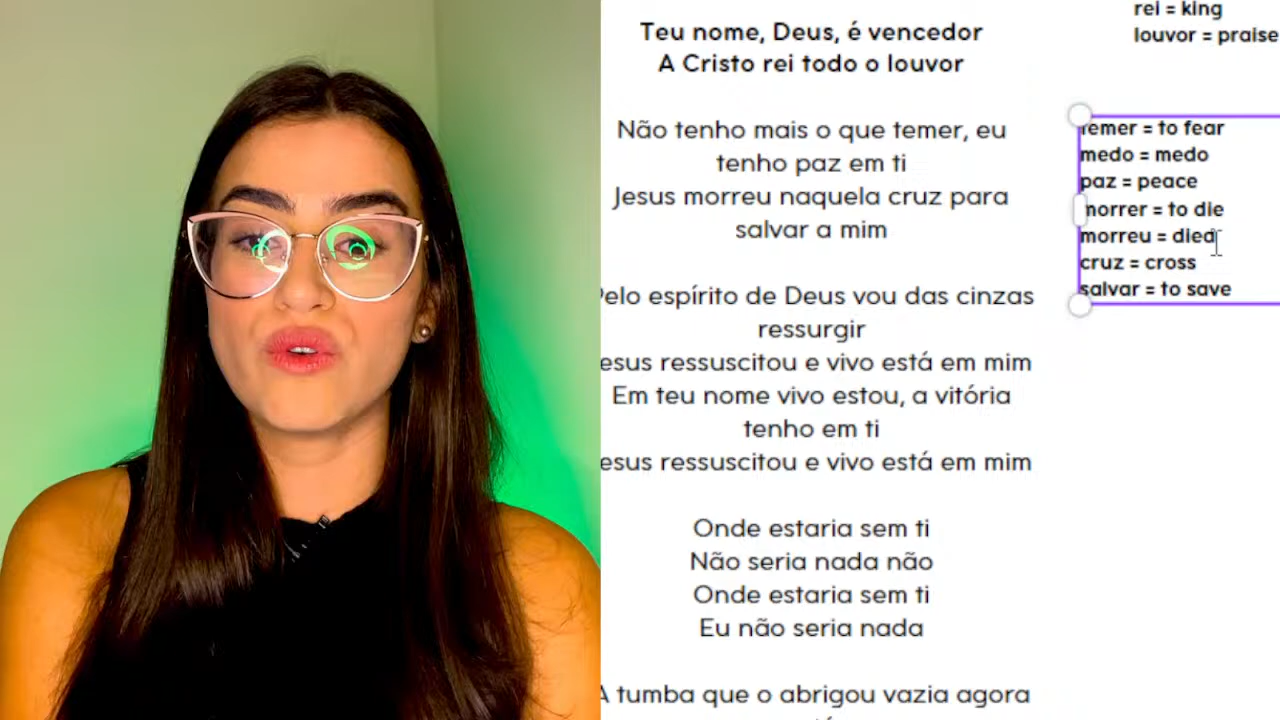 Teu nome, Deus, é vencedor
A Cristo rei todo o louvor
Não tenho mais o que temer, eu
tenho paz em ti
Jesus morreu naquela cruz para
salvar a mim
Pelo espírito de Deus vou das cinzas
ressurgir
esus ressuscitou e vivo está em mim
Em teu nome vivo estou, a vitória
tenho em ti
esus ressuscitou e vivo está em mim
Onde estaria sem ti
Não seria nada não
Onde estaria sem ti
Eu não seria nada
A tumba que o abrigou vazia agora
rei = king
louvor = praise
temer = to fear
medo = medo
paz = peace
morrer = to die
morreu = died
cruz = cross
salvar = to save